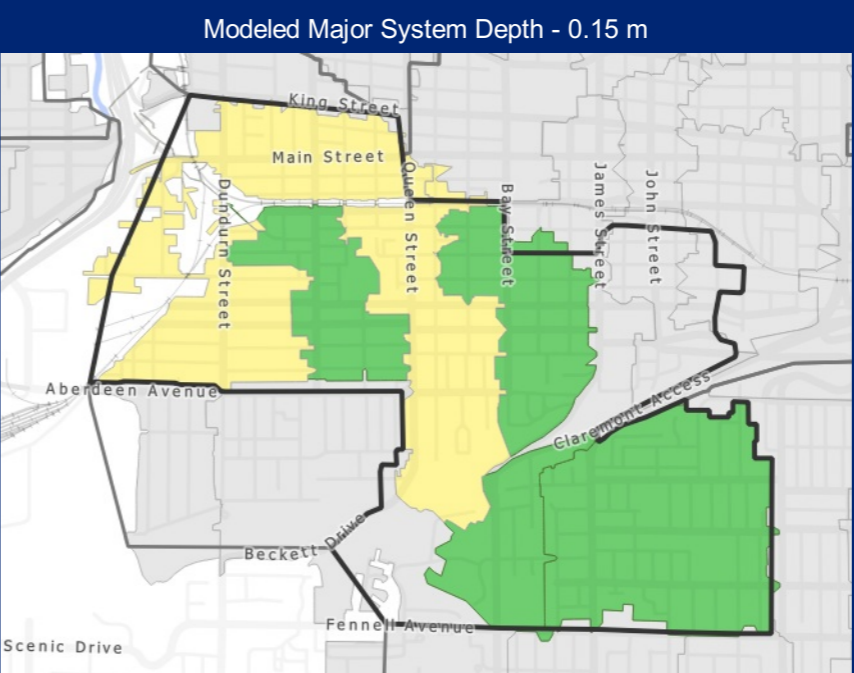 Modeled Major System Depth - 0.15 m
King Street
Main Street
Queen Street
Dundurn Street
Bay Street
James Street
John Street
Aberdeen Avenue
Claremont Access
Beckett Drive
Fennell Avenue
Scenic Drive